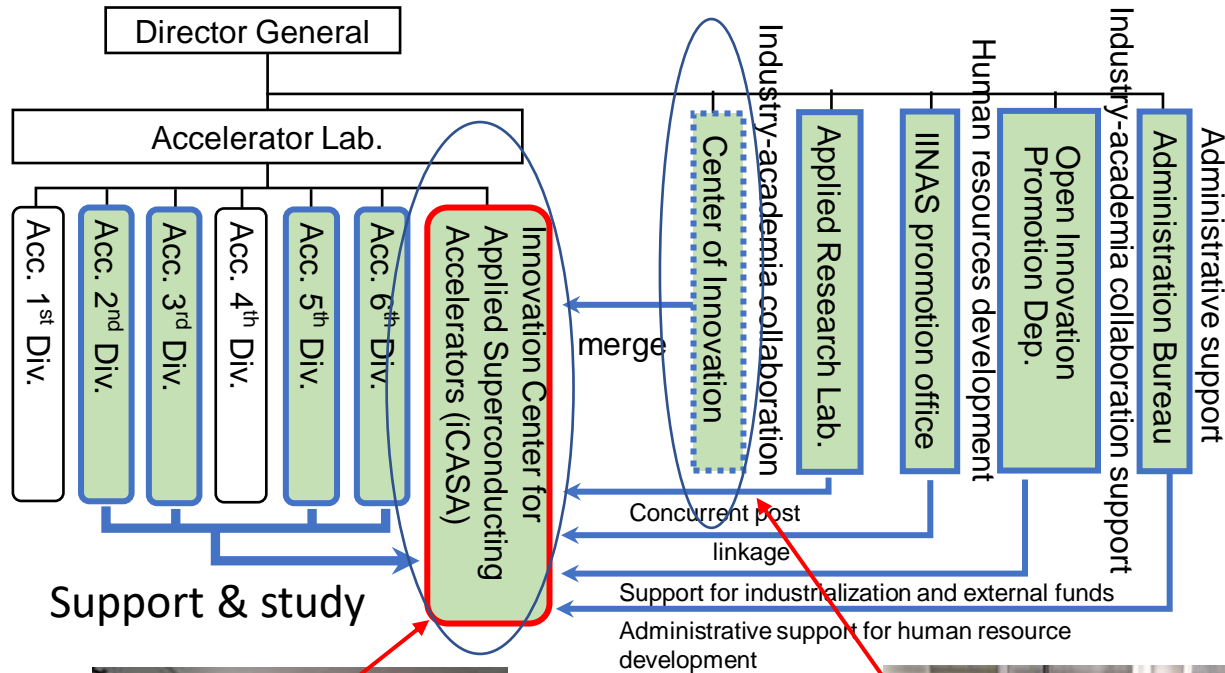 Director General
Accelerator Lab.
Acc. 1st Div.
Acc. 2nd Div.
Acc. 3rd Div.
Acc. 4th Div.
Acc. 5th Div.
Acc. 6th Div.
Innovation Center for
Applied Superconducting
Accelerators (iCASA)
merge
Center of Innovation
Industry-academia collaboration
Applied Research Lab.
IINAS promotion office
Human resources development
Open Innovation
Promotion Dep.
Industry-academia collaboration support
Administration Bureau
Administrative support
Concurrent post
linkage
Support for industrialization and external funds
Administrative support for human resource
development
Support & study